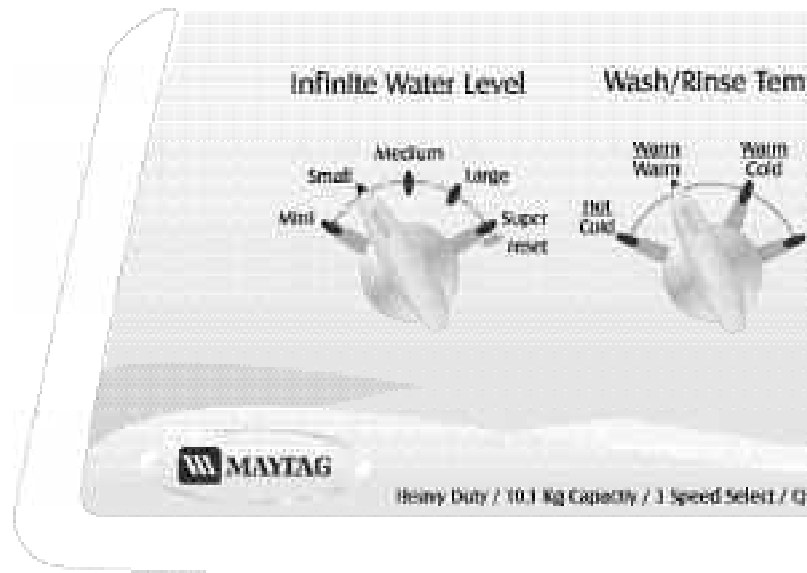 Infinite Water Level
Wash/Rinse Tem
Medium
Small
Large
Mini
Super
reset
Warm
Warm
Warm
Cold
Hot
Cold
MAYTAG
Heavy Duty / 10.1 Kg Capacity / 3 Speed Select / Q